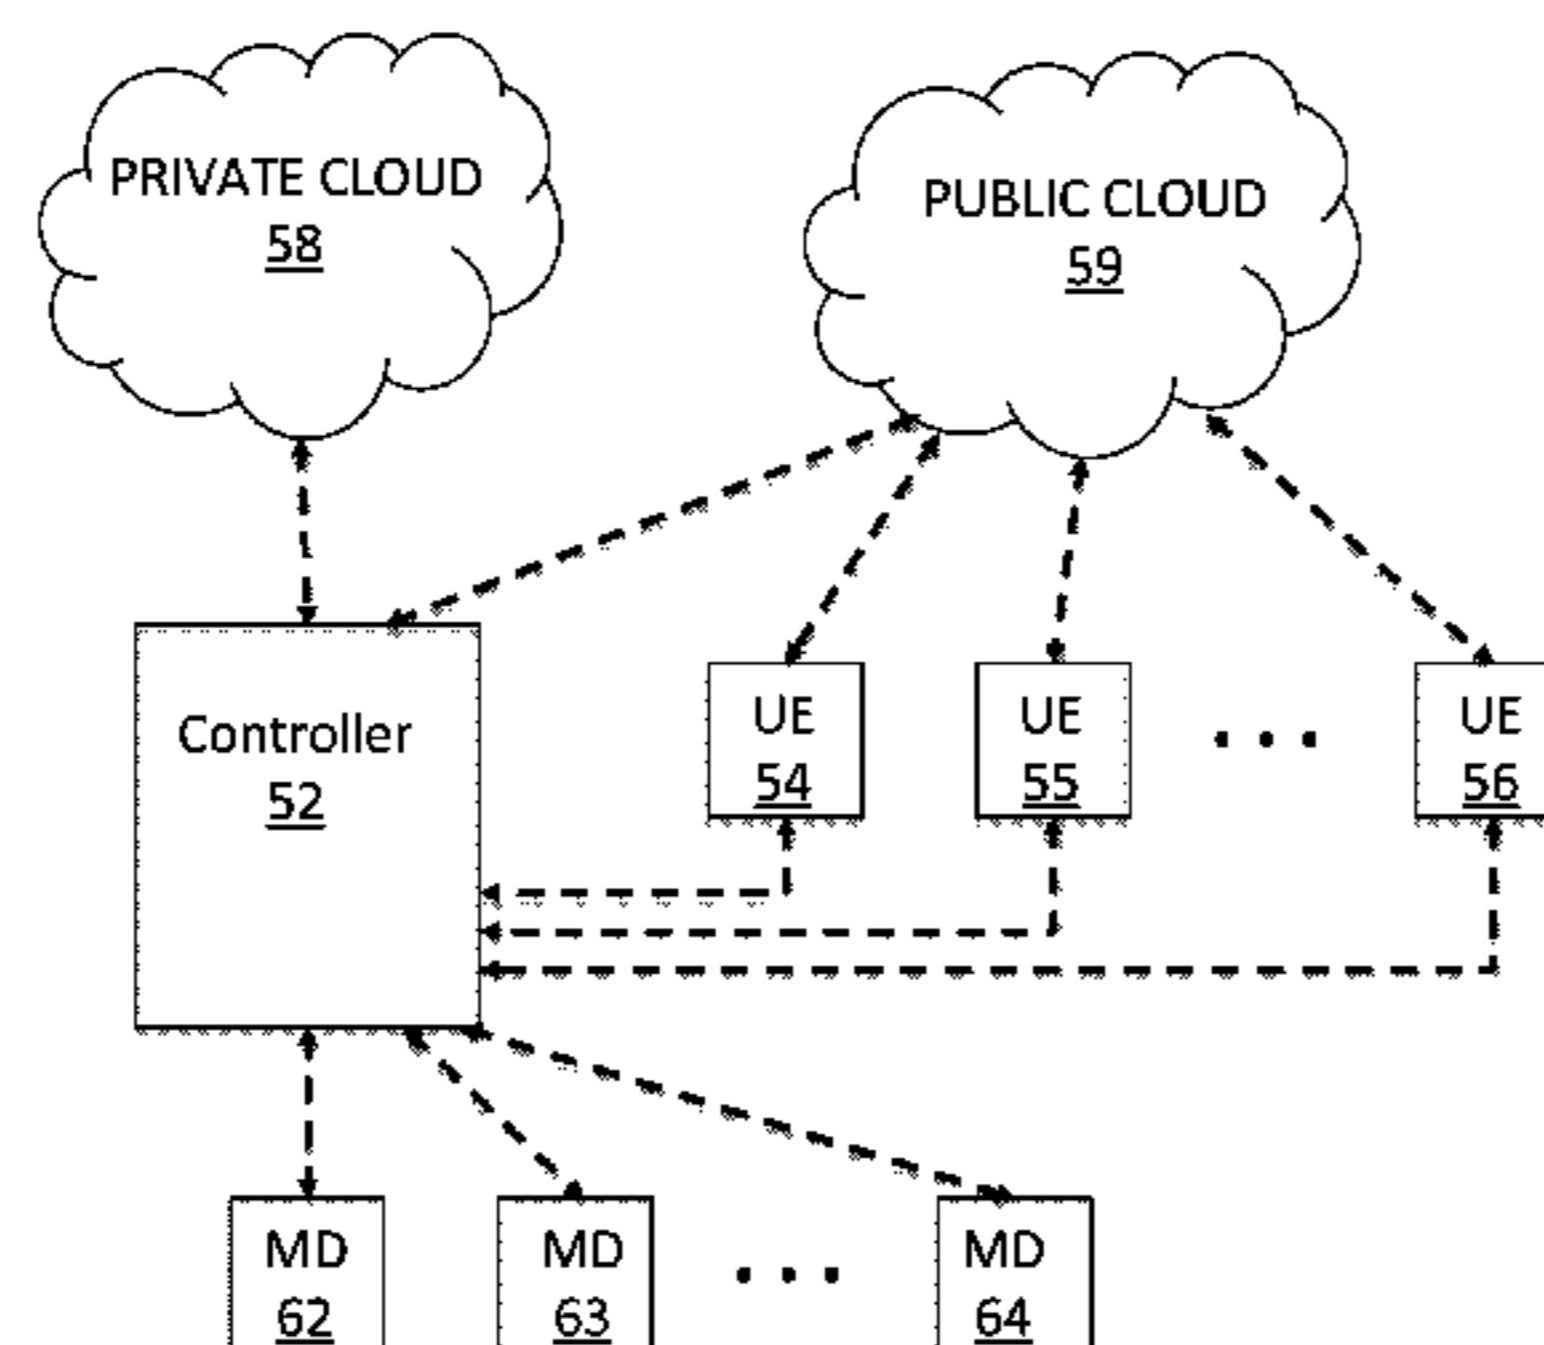 PRIVATE CLOUD
58
PUBLIC CLOUD
59
Controller
52
UE
54
UE
55
. . .
UE
56
MD
62
MD
63
. . .
MD
64